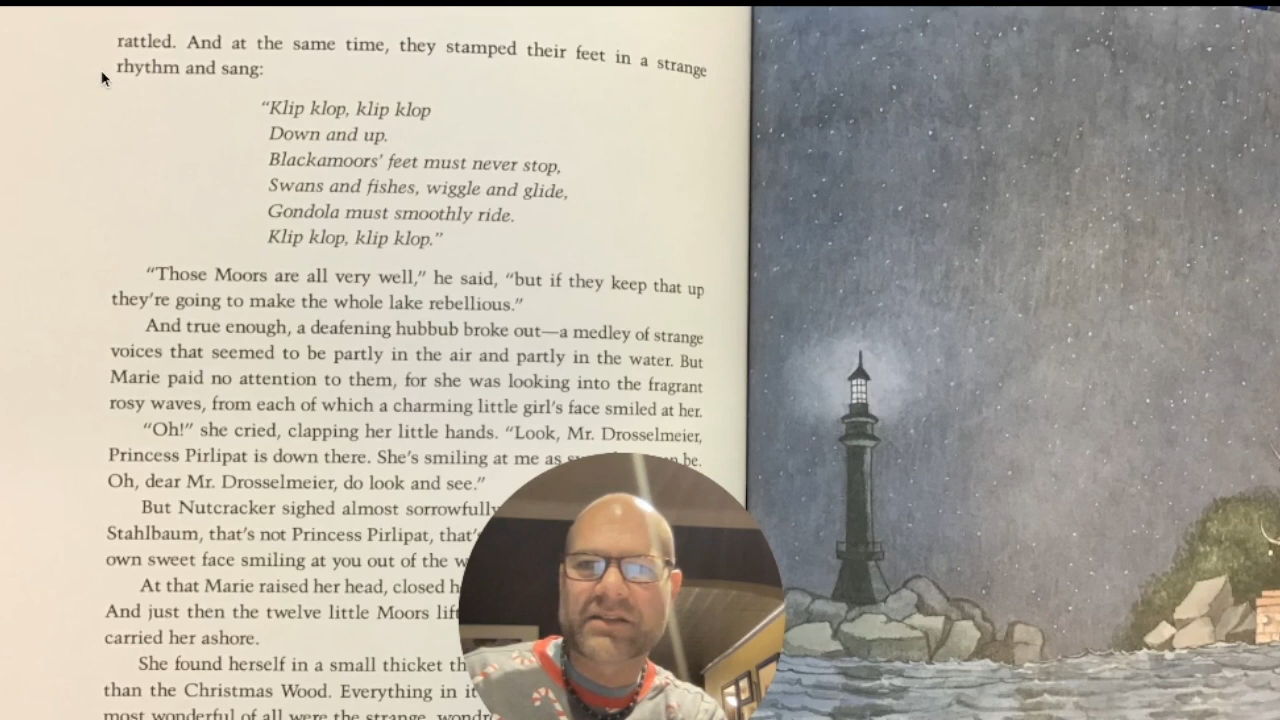 rattled. And at the same time, they stamped their feet in a strange
rhythm and sang:
“Klip klop, klip klop
Down and up.
Blackamoors’ feet must never stop,
Swans and fishes, wiggle and glide,
Gondola must smoothly ride.
Klip klop, klip klop.”
“Those Moors are all very well,” he said, “but if they keep that up
they’re going to make the whole lake rebellious.”
And true enough, a deafening hubbub broke out—a medley of strange
voices that seemed to be partly in the air and partly in the water. But
Marie paid no attention to them, for she was looking into the fragrant
rosy waves, from each of which a charming little girl’s face smiled at her.
“Oh!” she cried, clapping her little hands. “Look, Mr. Drosselmeier,
Princess Pirlipat is down there. She’s smiling at me as be.
Oh, dear Mr. Drosselmeier, do look and see.”
But Nutcracker sighed almost sorrowfully
Stahlbaum, that’s not Princess Pirlipat, that’s
own sweet face smiling at you out of the
At that Marie raised her head, closed
And just then the twelve little Moors
carried her ashore.
She found herself in a small thicket
than the Christmas Wood. Everything in it
most wonderful of all were the strange,